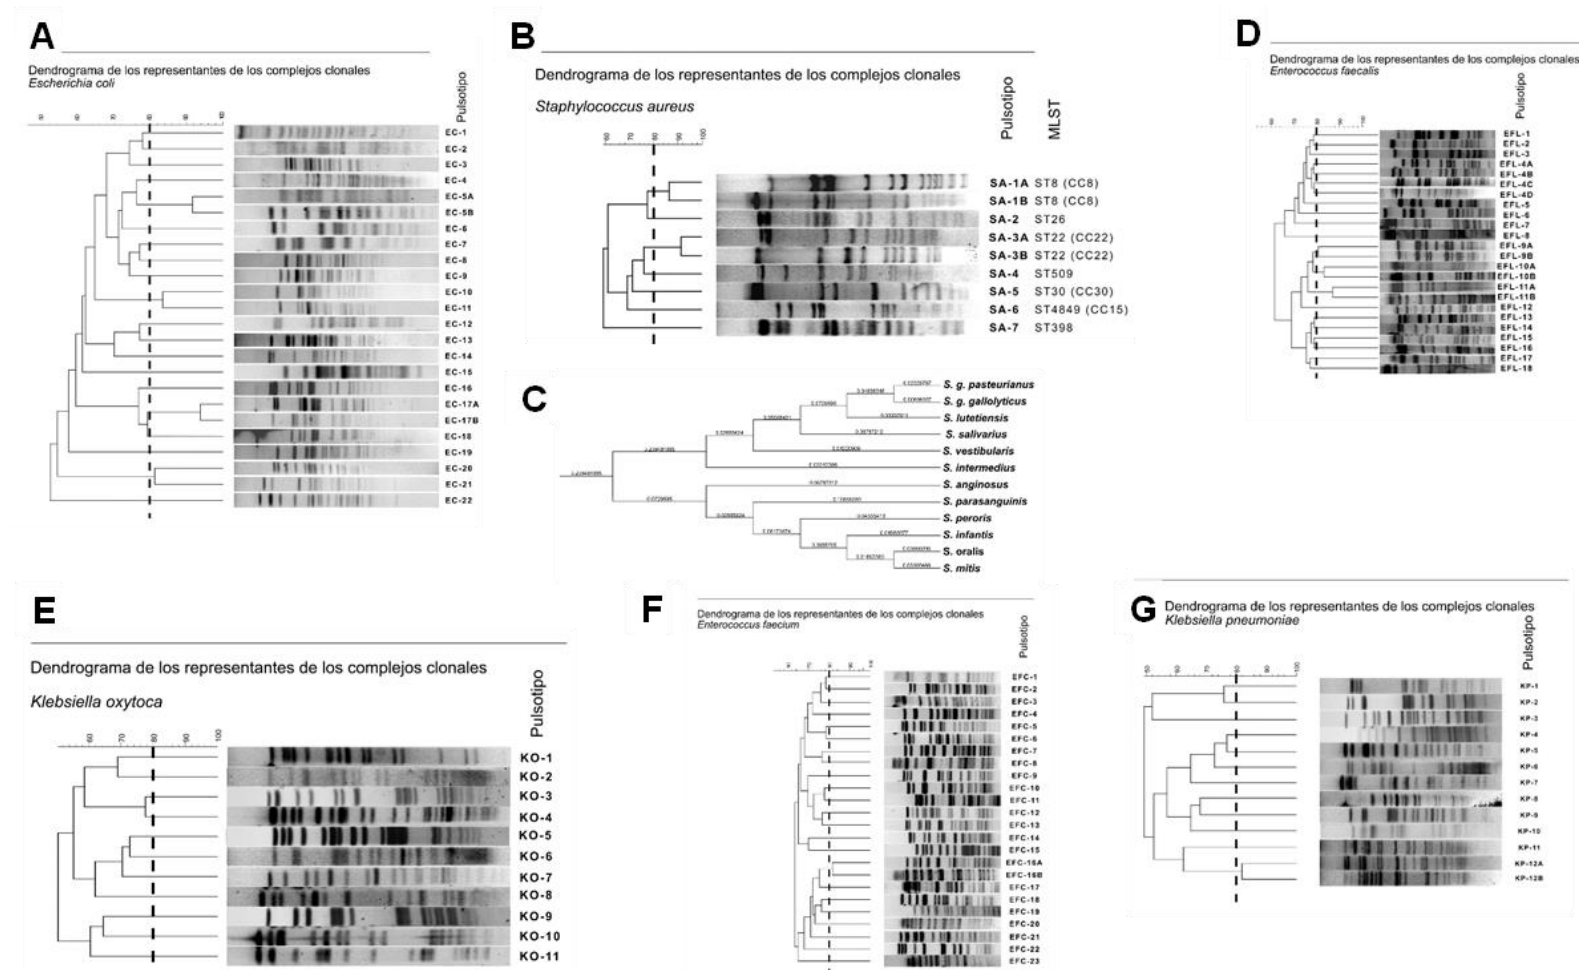 A
Dendrograma de los representantes de los complejos clonales
Escherichia coli
Pulsotipo
EC-1
EC-2
EC-3
EC-4
EC-5A
EC-5B
EC-6
EC-7
EC-8
EC-9
EC-10
EC-11
EC-12
EC-13
EC-14
EC-15
EC-16
EC-17A
EC-17B
EC-18
EC-19
EC-20
EC-21
EC-22
B
Dendrograma de los representantes de los complejos clonales
Staphylococcus aureus
Pulsotipo
MLST
60 70 80 90 100
SA-1A ST8 (CC8)
SA-1B ST8 (CC8)
SA-2 ST26
SA-3A ST22 (CC22)
SA-3B ST22 (CC22)
SA-4 ST509
SA-5 ST30 (CC30)
SA-6 ST4849 (CC15)
SA-7 ST398
C
S. g. pasteurianus
S. g. gallolyticus
S. lutetiensis
S. salivarius
S. vestibularis
S. intermedius
S. anginosus
S. parasanguinis
S. peroris
S. infantis
S. oralis
S. mitis
D
Dendrograma de los representantes de los complejos clonales
Enterococcus faecalis
Pulsotipo
EFL-1
EFL-2
EFL-3
EFL-4A
EFL-4B
EFL-4C
EFL-4D
EFL-5
EFL-6
EFL-7
EFL-8
EFL-9A
EFL-9B
EFL-10A
EFL-10B
EFL-11A
EFL-11B
EFL-12
EFL-13
EFL-14
EFL-15
EFL-16
EFL-17
EFL-18
E
Dendrograma de los representantes de los complejos clonales
Klebsiella oxytoca
Pulsotipo
60 70 80 90 100
KO-1
KO-2
KO-3
KO-4
KO-5
KO-6
KO-7
KO-8
KO-9
KO-10
KO-11
F
Dendrograma de los representantes de los complejos clonales
Enterococcus faecium
Pulsotipo
EFC-1
EFC-2
EFC-3
EFC-4
EFC-5
EFC-6
EFC-7
EFC-8
EFC-9
EFC-10
EFC-11
EFC-12
EFC-13
EFC-14
EFC-15
EFC-16A
EFC-16B
EFC-17
EFC-18
EFC-19
EFC-20
EFC-21
EFC-22
EFC-23
G
Dendrograma de los representantes de los complejos clonales
Klebsiella pneumoniae
Pulsotipo
50 60 70 80 90 100
KP-1
KP-2
KP-3
KP-4
KP-5
KP-6
KP-7
KP-8
KP-9
KP-10
KP-11
KP-12A
KP-12B